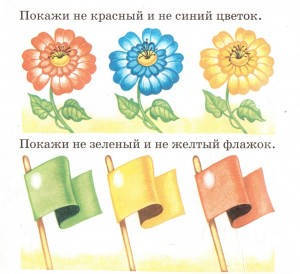 Покажи не красный и не синий цветок.
Покажи не зеленый и не желтый флажок.